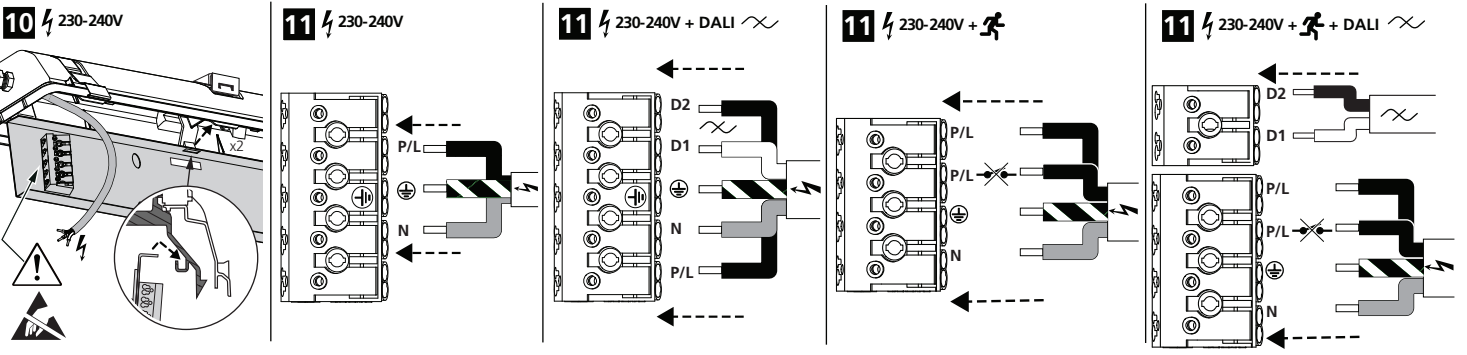 10 230-240V
x2
11 230-240V
P/L
N
11 230-240V + DALI
D2
D1
N
P/L
11 230-240V +
P/L
P/L
N
11 230-240V + + DALI
D2
D1
P/L
P/L
N